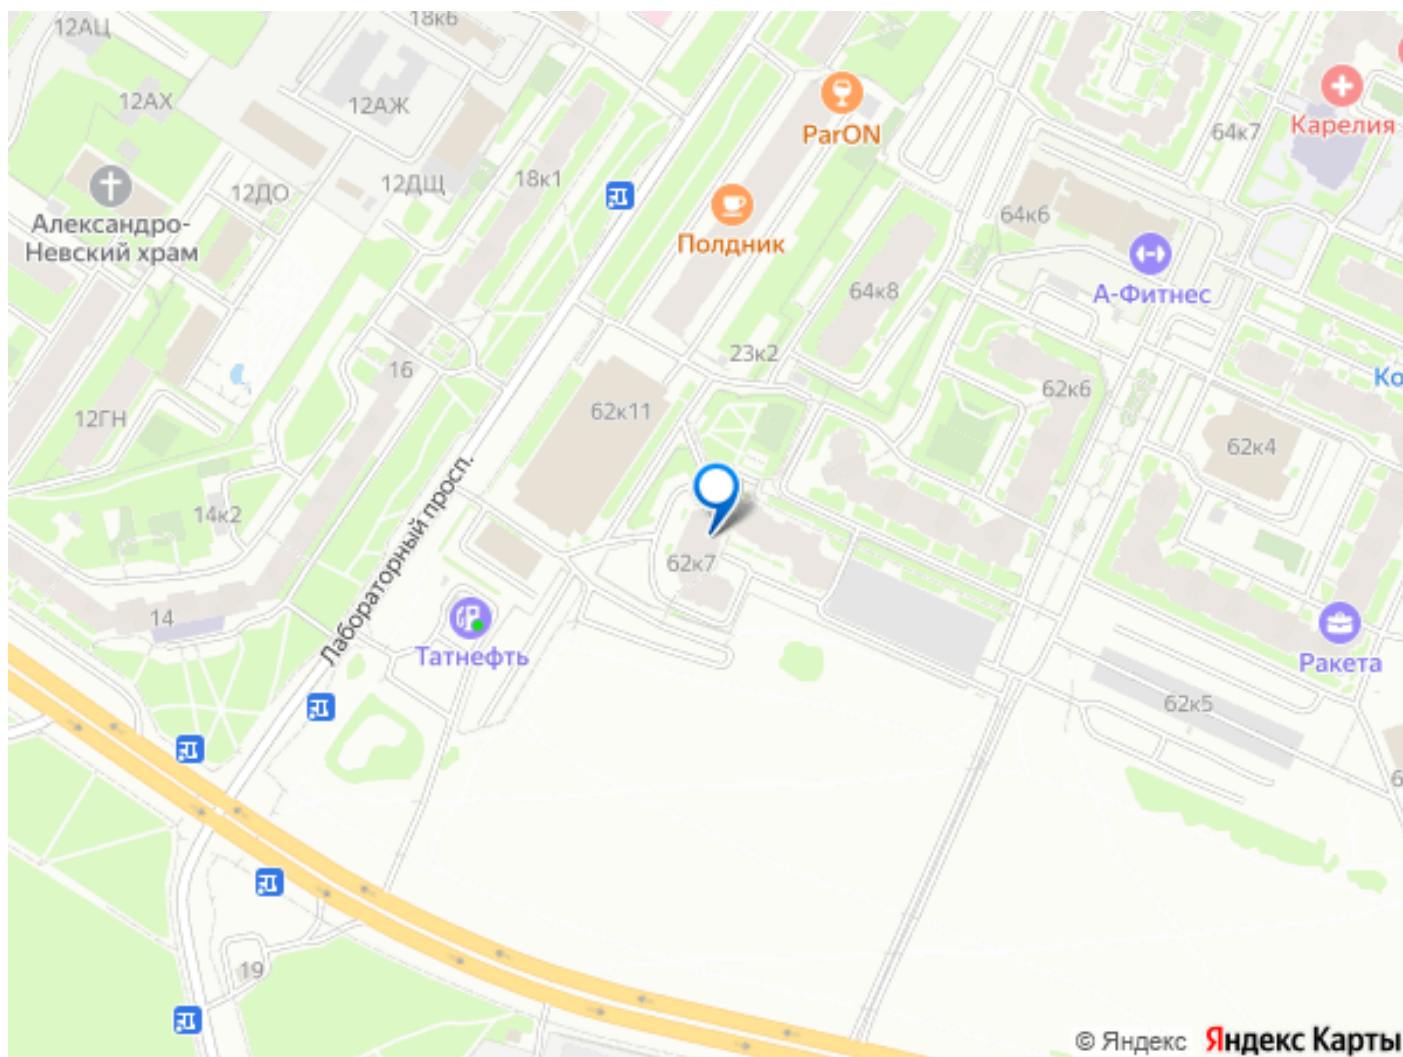 12АЦ
18к6
12АХ
12АЖ
ParON
64к7
Карелия
18к1
12ДЩ
12ДО
Александро-
Невский храм
Полдник
64к6
А-Фитнес
64к8
23к2
16
62к6
Ко
12ГН
62к11
62к4
14к2
Лабораторный просп.
62к7
14
Татнефть
Ракета
62к5
6
19
© Яндекс Яндекс Карты